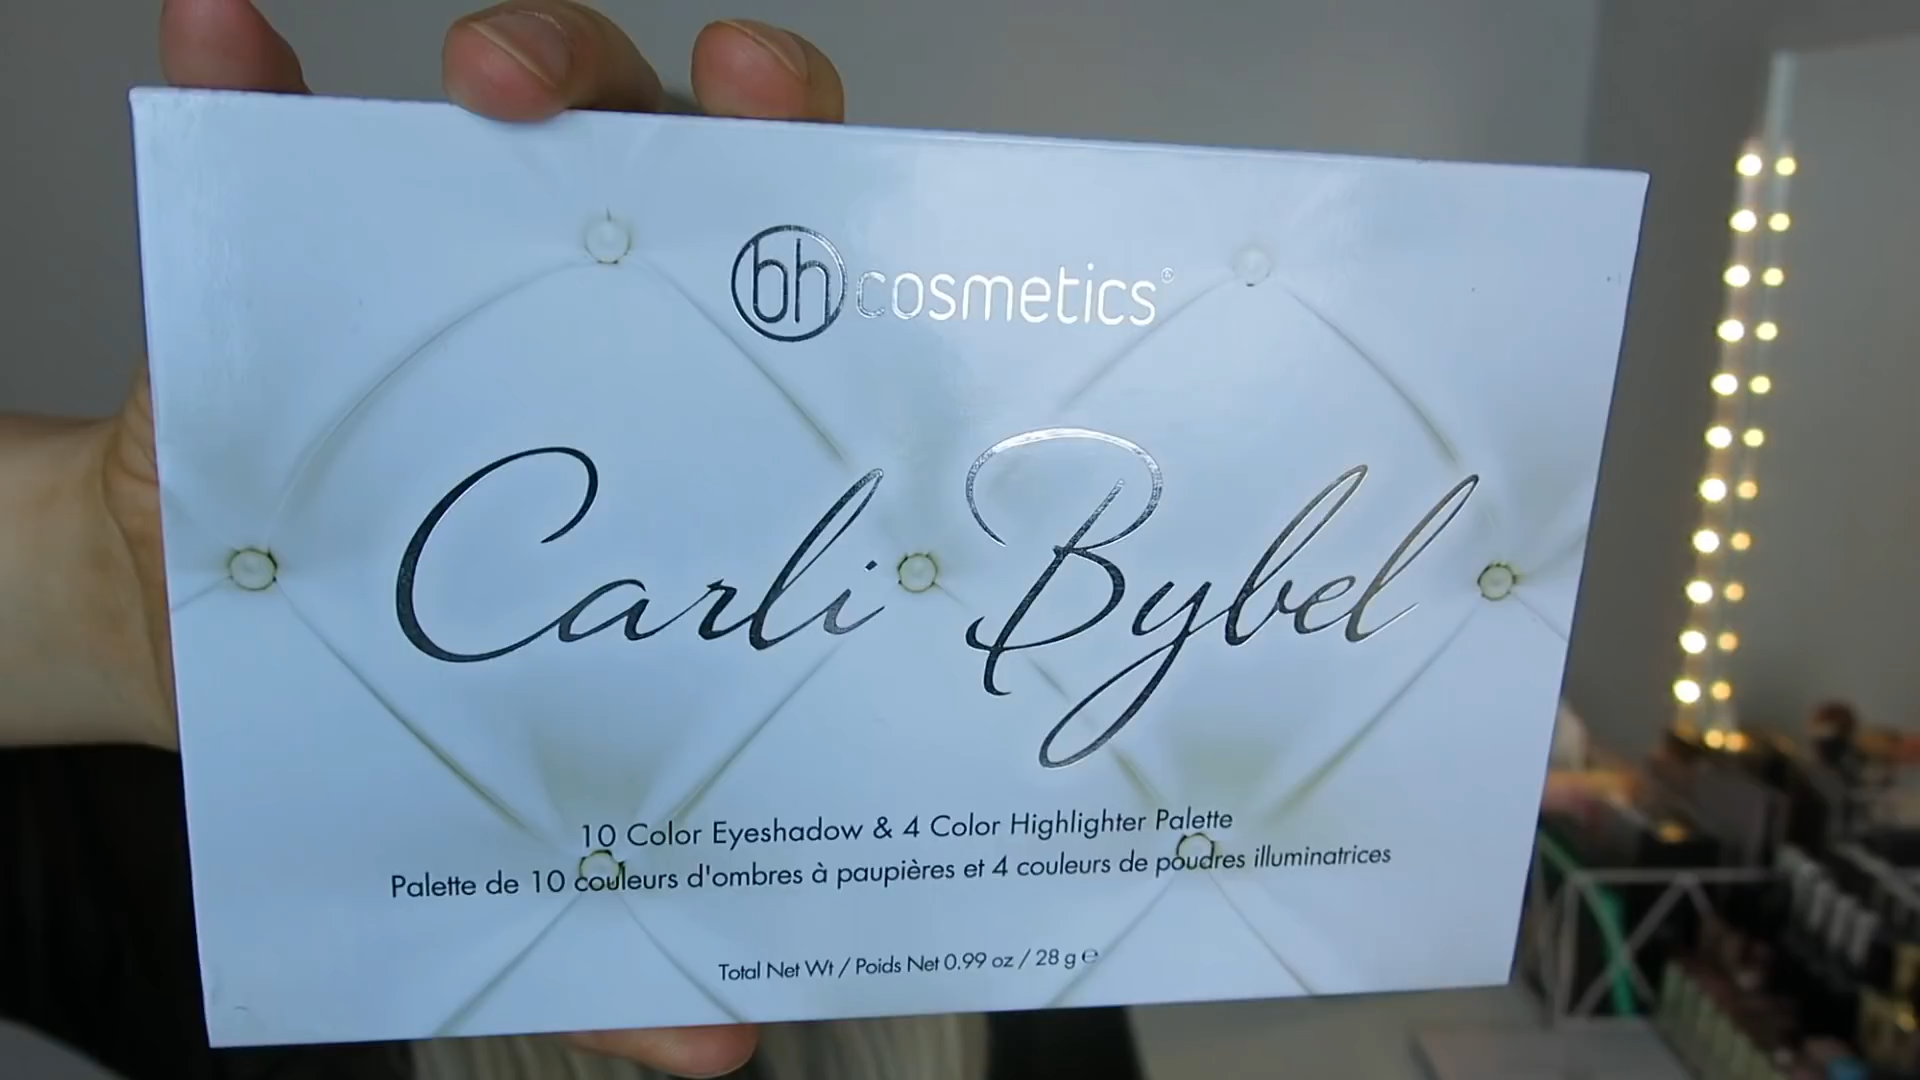 bh cosmetics®
Carli Bybel
10 Color Eyeshadow & 4 Color Highlighter Palette
Palette de 10 couleurs d'ombres à paupières et 4 couleurs de poudres illuminatrices
Total Net Wt / Poids Net 0.99 oz / 28 g ℮